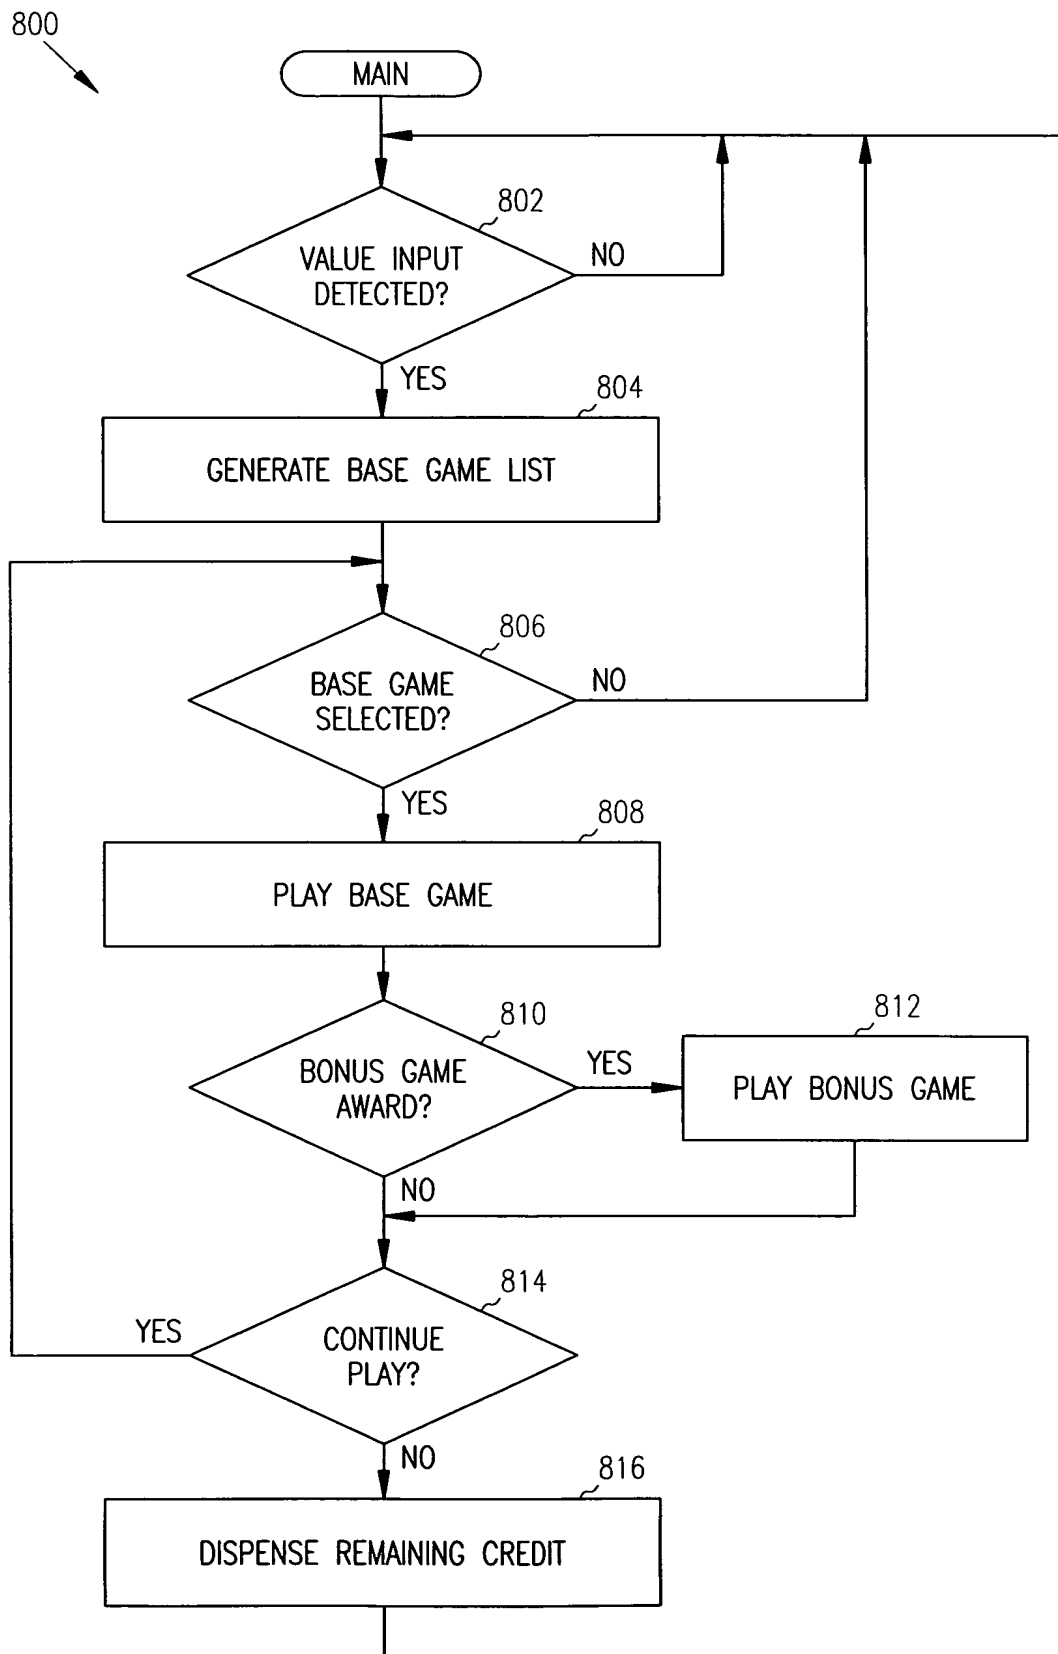 800
MAIN
802
VALUE INPUT
DETECTED?
NO
YES
804
GENERATE BASE GAME LIST
806
BASE GAME
SELECTED?
NO
YES
808
PLAY BASE GAME
810
BONUS GAME
AWARD?
YES
812
PLAY BONUS GAME
NO
814
CONTINUE
PLAY?
YES
NO
816
DISPENSE REMAINING CREDIT